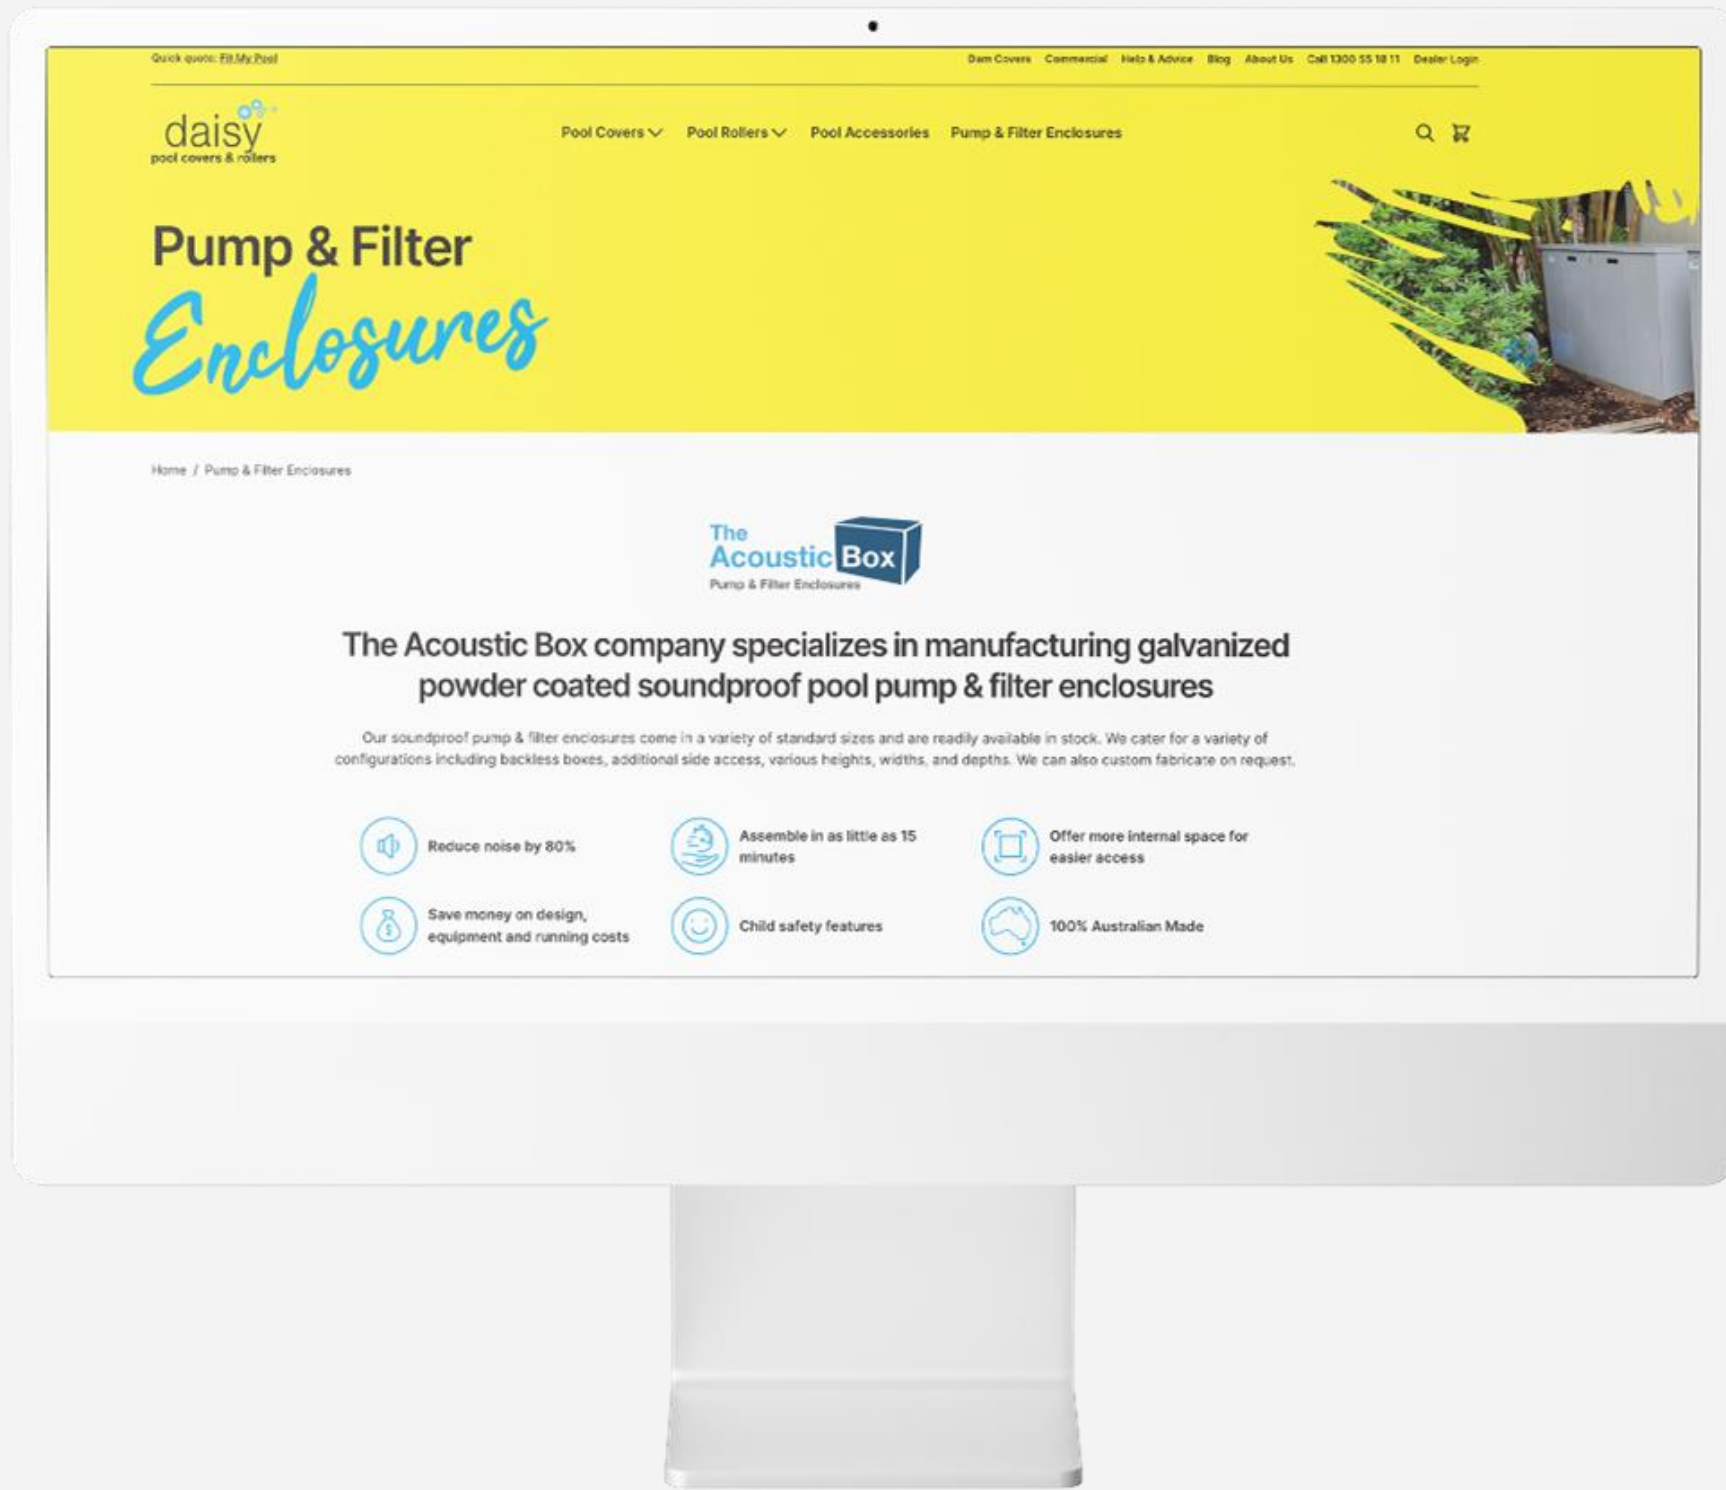 Quick quote: Fit My Pool
Dam Covers Commercial Help & Advice Blog About Us Call 1300 55 18 11 Dealer Login
daisy
pool covers & rollers
Pool Covers Pool Rollers Pool Accessories Pump & Filter Enclosures
Pump & Filter
Enclosures
Home / Pump & Filter Enclosures
The
Acoustic Box
Pump & Filter Enclosures
The Acoustic Box company specializes in manufacturing galvanized
powder coated soundproof pool pump & filter enclosures
Our soundproof pump & filter enclosures come in a variety of standard sizes and are readily available in stock. We cater for a variety of
configurations including backless boxes, additional side access, various heights, widths, and depths. We can also custom fabricate on request.
Reduce noise by 80%
Assemble in as little as 15
minutes
Offer more internal space for
easier access
Save money on design,
equipment and running costs
Child safety features
100% Australian Made